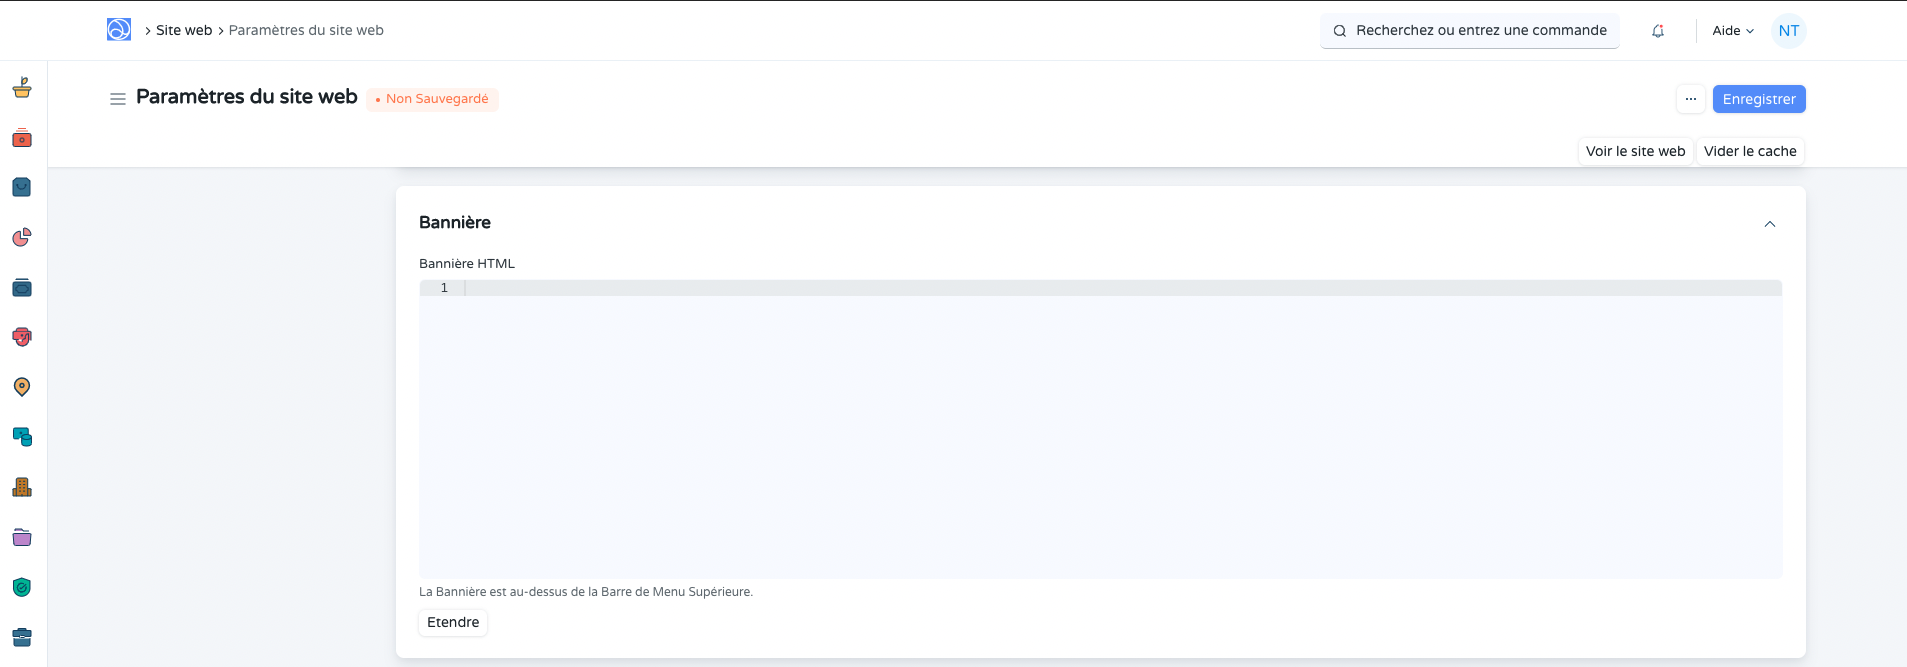 Site web Paramètres du site web
Recherchez ou entrez une commande
Aide
NT
Paramètres du site web
Non Sauvegardé
...
Enregistrer
Voir le site web
Vider le cache
Bannière
Bannière HTML
1
La Bannière est au-dessus de la Barre de Menu Supérieure.
Etendre